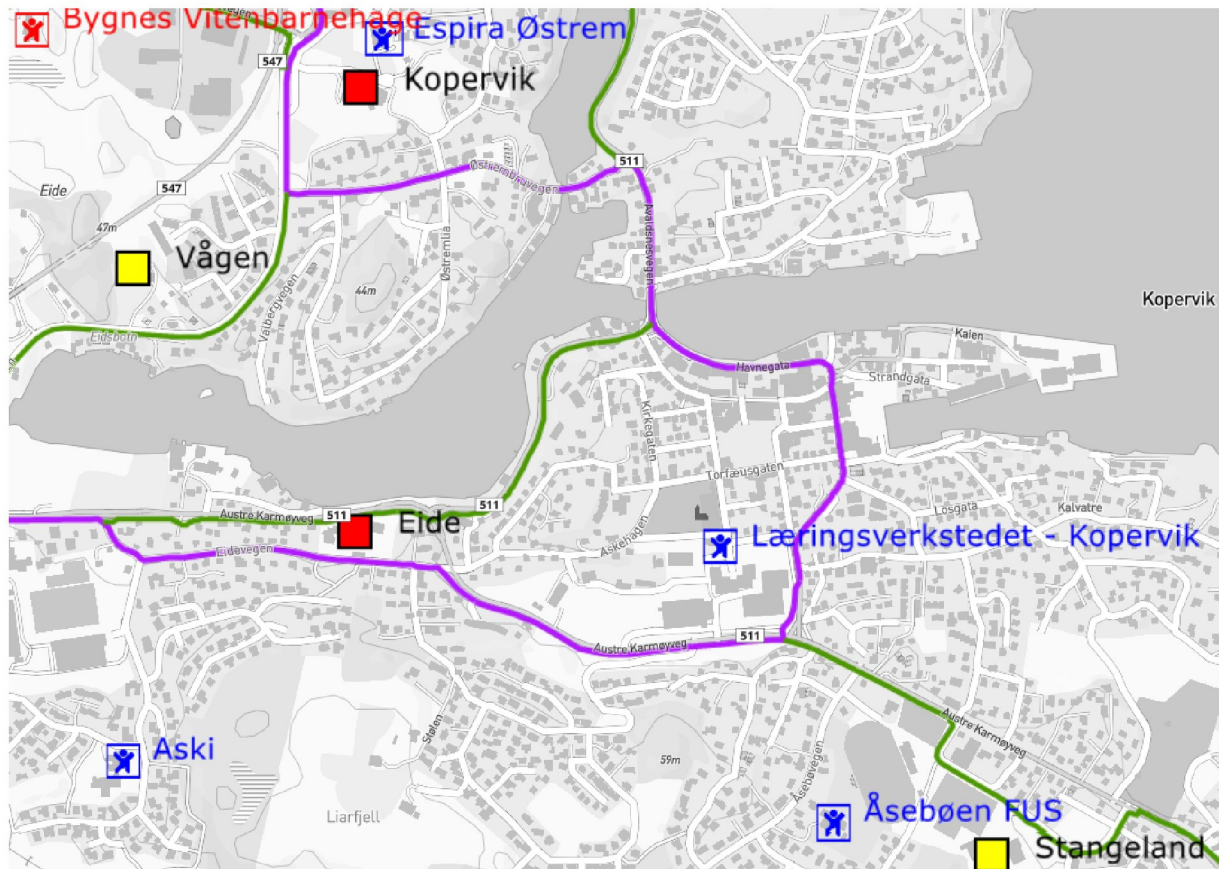 Bygnes Vitenbarnehage
Espira Østrem
547
Kopervik
511
Østrembruvegen
547
Eide
Avaldsnesvegen
47m
Vågen
Østremlia
44m
Valbergvegen
Kopervik
Eidsbotn
Kalen
Havnegata
Strandgata
Kirkegaten
Torfæusgaten
511
Austre Karmøyveg
511
Eide
Losgata
Kalvatre
Askehagen
Læringsverkstedet - Kopervik
Eidevegen
Austre Karmøyveg
511
Stølen
Austre Karmøyveg
Aski
59m
Åsebøvegen
Liarfjell
Åsebøen FUS
Stangeland